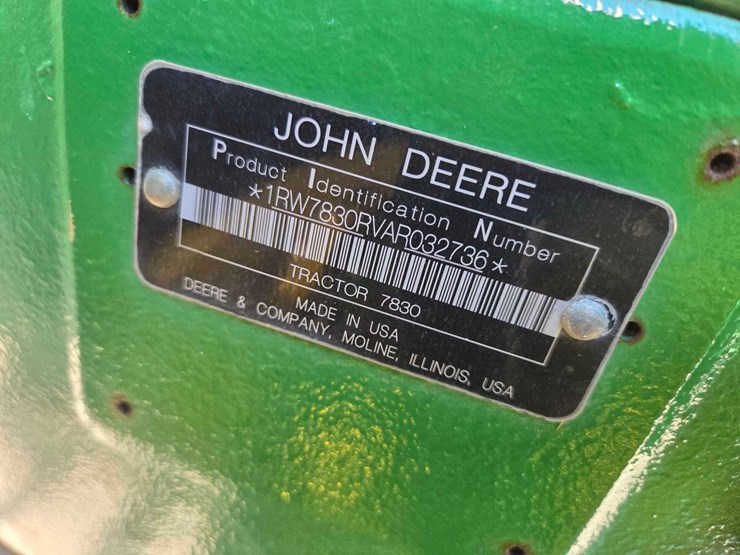 JOHN DEERE
Product Identification Number
*1RW7830RVAR032736*
TRACTOR 7830
MADE IN USA
DEERE & COMPANY, MOLINE, ILLINOIS, USA